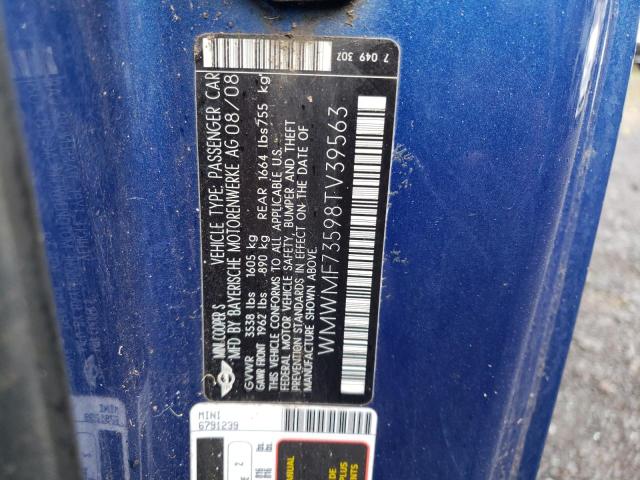 7 049 302
MINI COOPER S
VEHICLE TYPE: PASSENGER CAR
MFD BY BAYERISCHE MOTORENWERKE AG 08/08
GVWR 3338 lbs 1605 kg
GAWR FRONT 1962 lbs 890 kg REAR 1664 lbs 755 kg
THIS VEHICLE CONFORMS TO ALL APPLICABLE U.S.
FEDERAL MOTOR VEHICLE SAFETY, BUMPER AND THEFT
PREVENTION STANDARDS IN EFFECT ON THE DATE OF
MANUFACTURE SHOWN ABOVE.
WMWMF73598TV39563
MINI
6791239